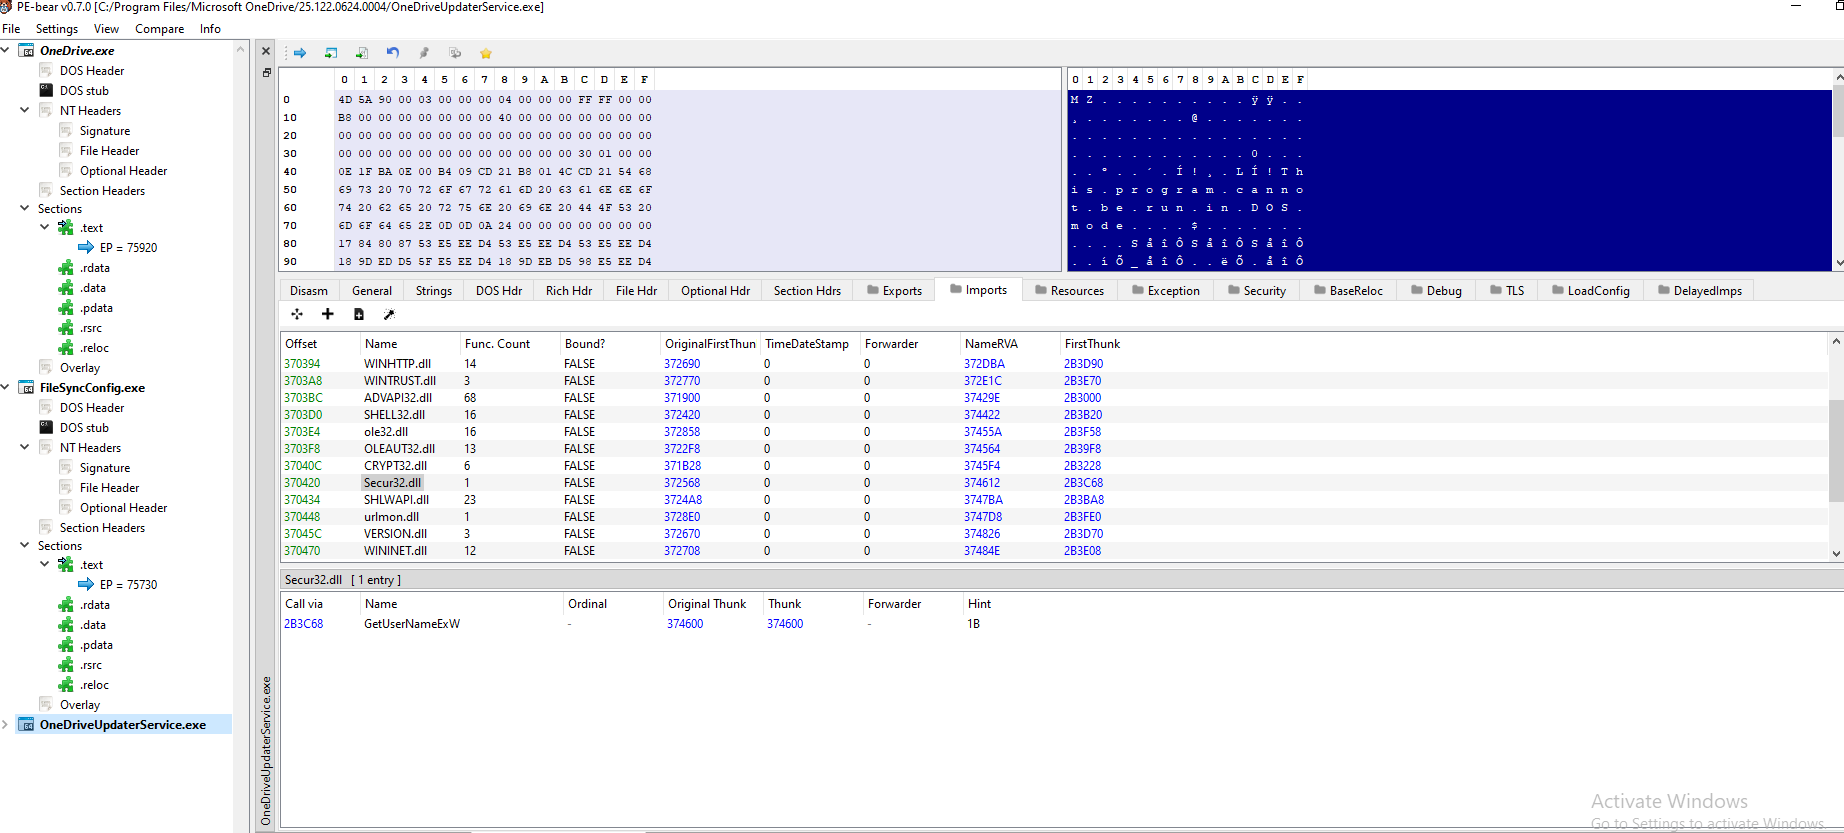 PE-bear v0.7.0 [C:/Program Files/Microsoft OneDrive/25.122.0624.0004/OneDriveUpdaterService.exe]
File Settings View Compare Info
OneDrive.exe
DOS Header
DOS stub
NT Headers
Signature
File Header
Optional Header
Section Headers
Sections
.text
EP = 75920
.rdata
.data
.pdata
.rsrc
.reloc
Overlay
FileSyncConfig.exe
DOS Header
DOS stub
NT Headers
Signature
File Header
Optional Header
Section Headers
Sections
.text
EP = 75730
.rdata
.data
.pdata
.rsrc
.reloc
Overlay
OneDriveUpdaterService.exe
OneDriveUpdaterService.exe
0 1 2 3 4 5 6 7 8 9 A B C D E F
0 4D 5A 90 00 03 00 00 00 04 00 00 00 FF FF 00 00
10 B8 00 00 00 00 00 00 00 40 00 00 00 00 00 00 00
20 00 00 00 00 00 00 00 00 00 00 00 00 00 00 00 00
30 00 00 00 00 00 00 00 00 00 00 00 00 30 01 00 00
40 0E 1F BA 0E 00 B4 09 CD 21 B8 01 4C CD 21 54 68
50 69 73 20 70 72 6F 67 72 61 6D 20 63 61 6E 6E 6F
60 74 20 62 65 20 72 75 6E 20 69 6E 20 44 4F 53 20
70 6D 6F 64 65 2E 0D 0D 0A 24 00 00 00 00 00 00 00
80 17 84 80 87 53 E5 EE D4 53 E5 EE D4 53 E5 EE D4
90 18 9D ED D5 5F E5 EE D4 18 9D EB D5 98 E5 EE D4
0 1 2 3 4 5 6 7 8 9 A B C D E F
M Z . . . . . . . . . . ÿ ÿ . .
¸ . . . . . . . @ . . . . . . .
. . . . . . . . . . . . . . . .
. . . . . . . . . . . . 0 . . .
. . º . . ´ . Í ! ¸ . L Í ! T h
i s . p r o g r a m . c a n n o
t . b e . r u n . i n . D O S .
m o d e . . . . $ . . . . . . .
. . . . S å î Ô S å î Ô S å î Ô
. . í Õ _ å î Ô . . ë Õ . å î Ô
Disasm General Strings DOS Hdr Rich Hdr File Hdr Optional Hdr Section Hdrs Exports Imports Resources Exception Security BaseReloc Debug TLS LoadConfig DelayedImps
Offset Name Func. Count Bound? OriginalFirstThun TimeDateStamp Forwarder NameRVA FirstThunk
370394 WINHTTP.dll 14 FALSE 372690 0 0 372DBA 2B3D90
3703A8 WINTRUST.dll 3 FALSE 372770 0 0 372E1C 2B3E70
3703BC ADVAPI32.dll 68 FALSE 371900 0 0 37429E 2B3000
3703D0 SHELL32.dll 16 FALSE 372420 0 0 374422 2B3B20
3703E4 ole32.dll 16 FALSE 372858 0 0 37455A 2B3F58
3703F8 OLEAUT32.dll 13 FALSE 3722F8 0 0 374564 2B39F8
37040C CRYPT32.dll 6 FALSE 371B28 0 0 3745F4 2B3228
370420 Secur32.dll 1 FALSE 372568 0 0 374612 2B3C68
370434 SHLWAPI.dll 23 FALSE 3724A8 0 0 3747BA 2B3BA8
370448 urlmon.dll 1 FALSE 3728E0 0 0 3747D8 2B3FE0
37045C VERSION.dll 3 FALSE 372670 0 0 374826 2B3D70
370470 WININET.dll 12 FALSE 372708 0 0 37484E 2B3E08
Secur32.dll [ 1 entry ]
Call via Name Ordinal Original Thunk Thunk Forwarder Hint
2B3C68 GetUserNameExW - 374600 374600 - 1B
Activate Windows
Go to Settings to activate Windows.